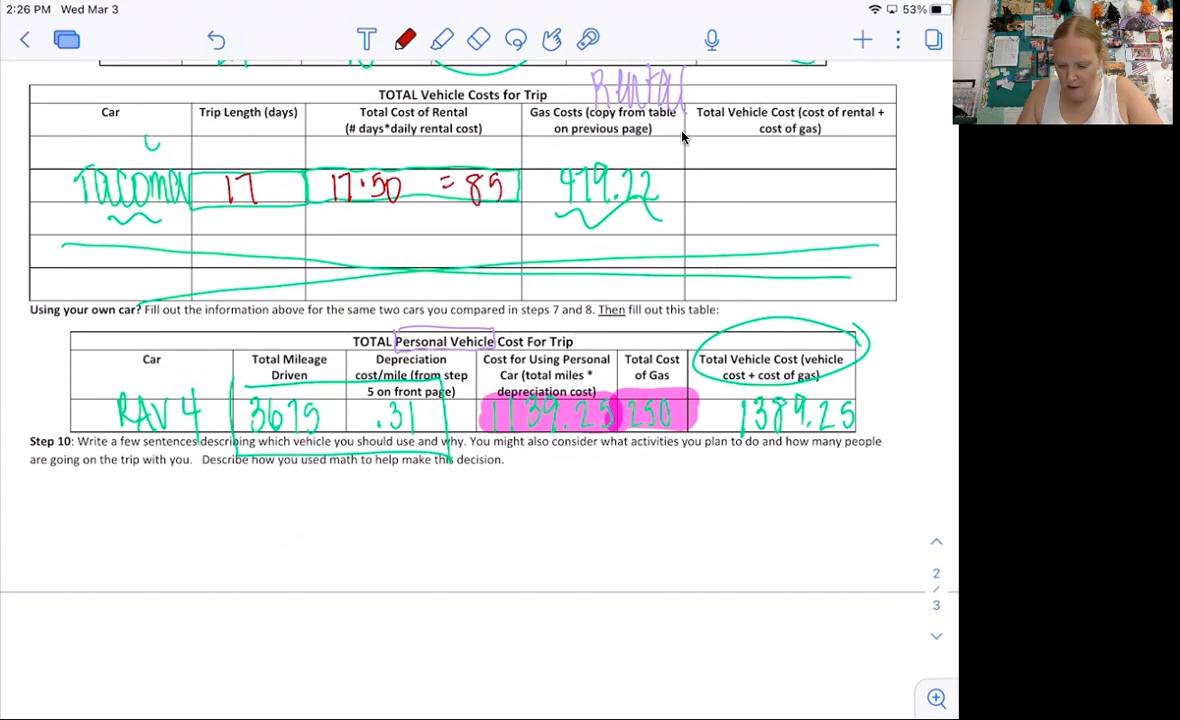 2:26 PM Wed Mar 3
53%
Rental
TOTAL Vehicle Costs for Trip
Car
Trip Length (days)
Total Cost of Rental
(# days*daily rental cost)
Gas Costs (copy from table
on previous page)
Total Vehicle Cost (cost of rental +
cost of gas)
Tacoma 17 17·50 = 85 479.22
Using your own car? Fill out the information above for the same two cars you compared in steps 7 and 8. Then fill out this table:
TOTAL Personal Vehicle Cost For Trip
Car
Total Mileage
Driven
Depreciation
cost/mile (from step
5 on front page)
Cost for Using Personal
Car (total miles *
depreciation cost)
Total Cost
of Gas
Total Vehicle Cost (vehicle
cost + cost of gas)
RAV 4 3675 .31 1139.25 250 1389.25
Step 10: Write a few sentences describing which vehicle you should use and why. You might also consider what activities you plan to do and how many people
are going on the trip with you. Describe how you used math to help make this decision.
2
/
3